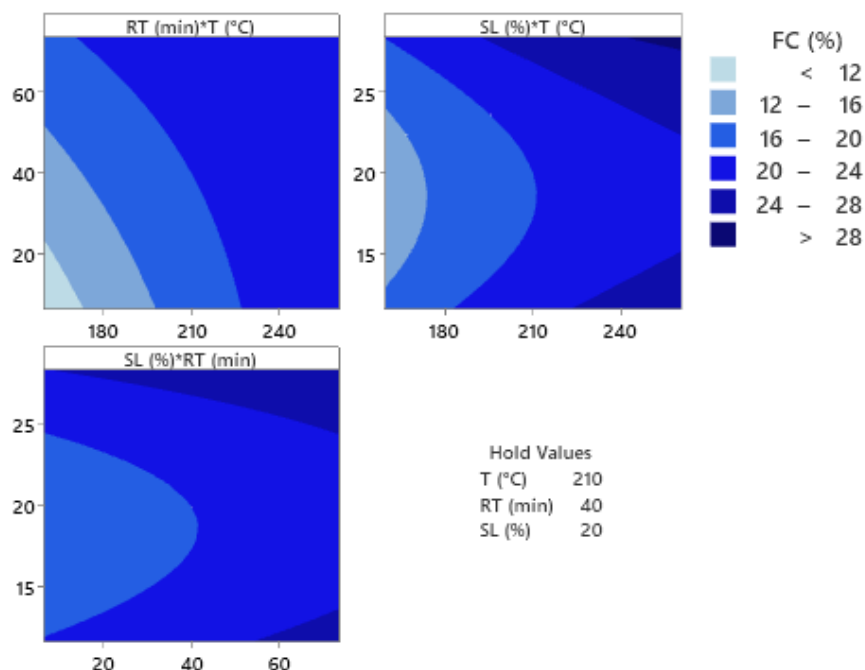 RT (min)*T (°C)
60
40
20
180 210 240
SL (%)*T (°C)
25
20
15
180 210 240
FC (%)
< 12
12 – 16
16 – 20
20 – 24
24 – 28
> 28
SL (%)*RT (min)
25
20
15
20 40 60
Hold Values
T (°C) 210
RT (min) 40
SL (%) 20